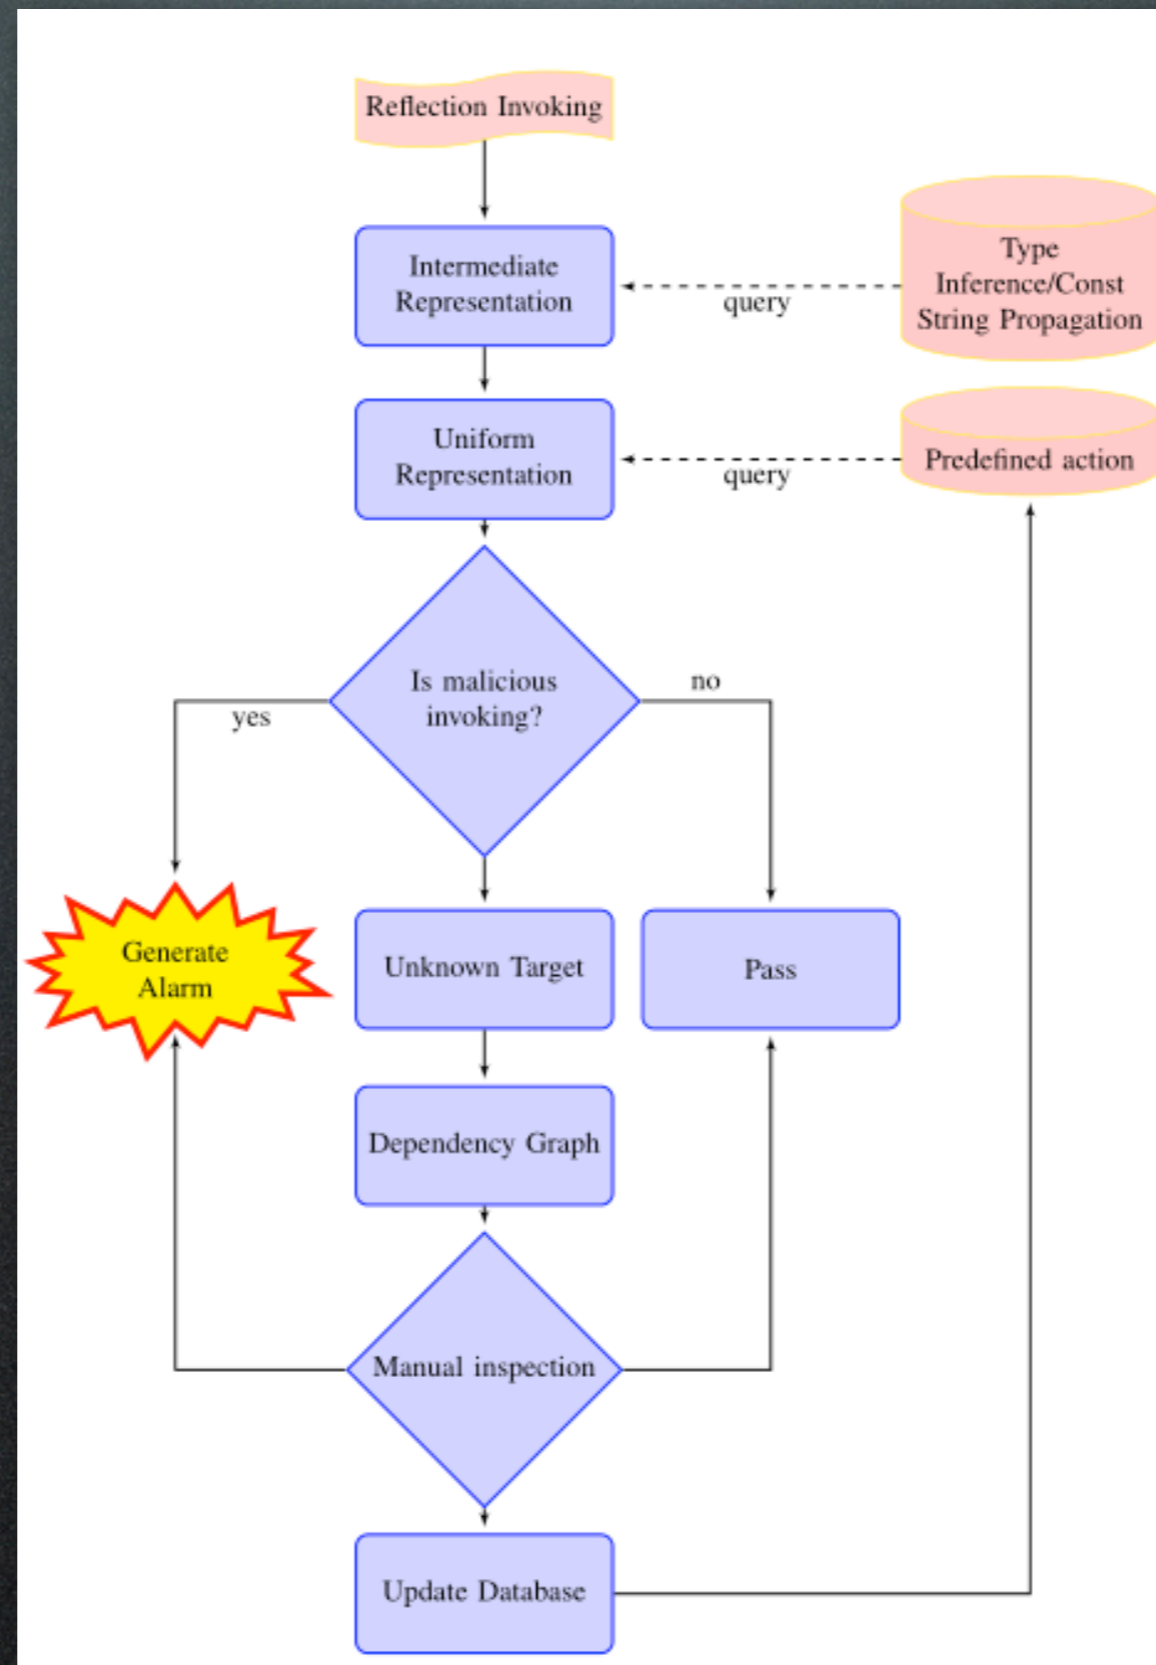 Reflection Invoking
Intermediate
Representation
query
Type
Inference/Const
String Propagation
Uniform
Representation
query
Predefined action
Is malicious
invoking?
yes
no
Generate
Alarm
Unknown Target
Pass
Dependency Graph
Manual inspection
Update Database